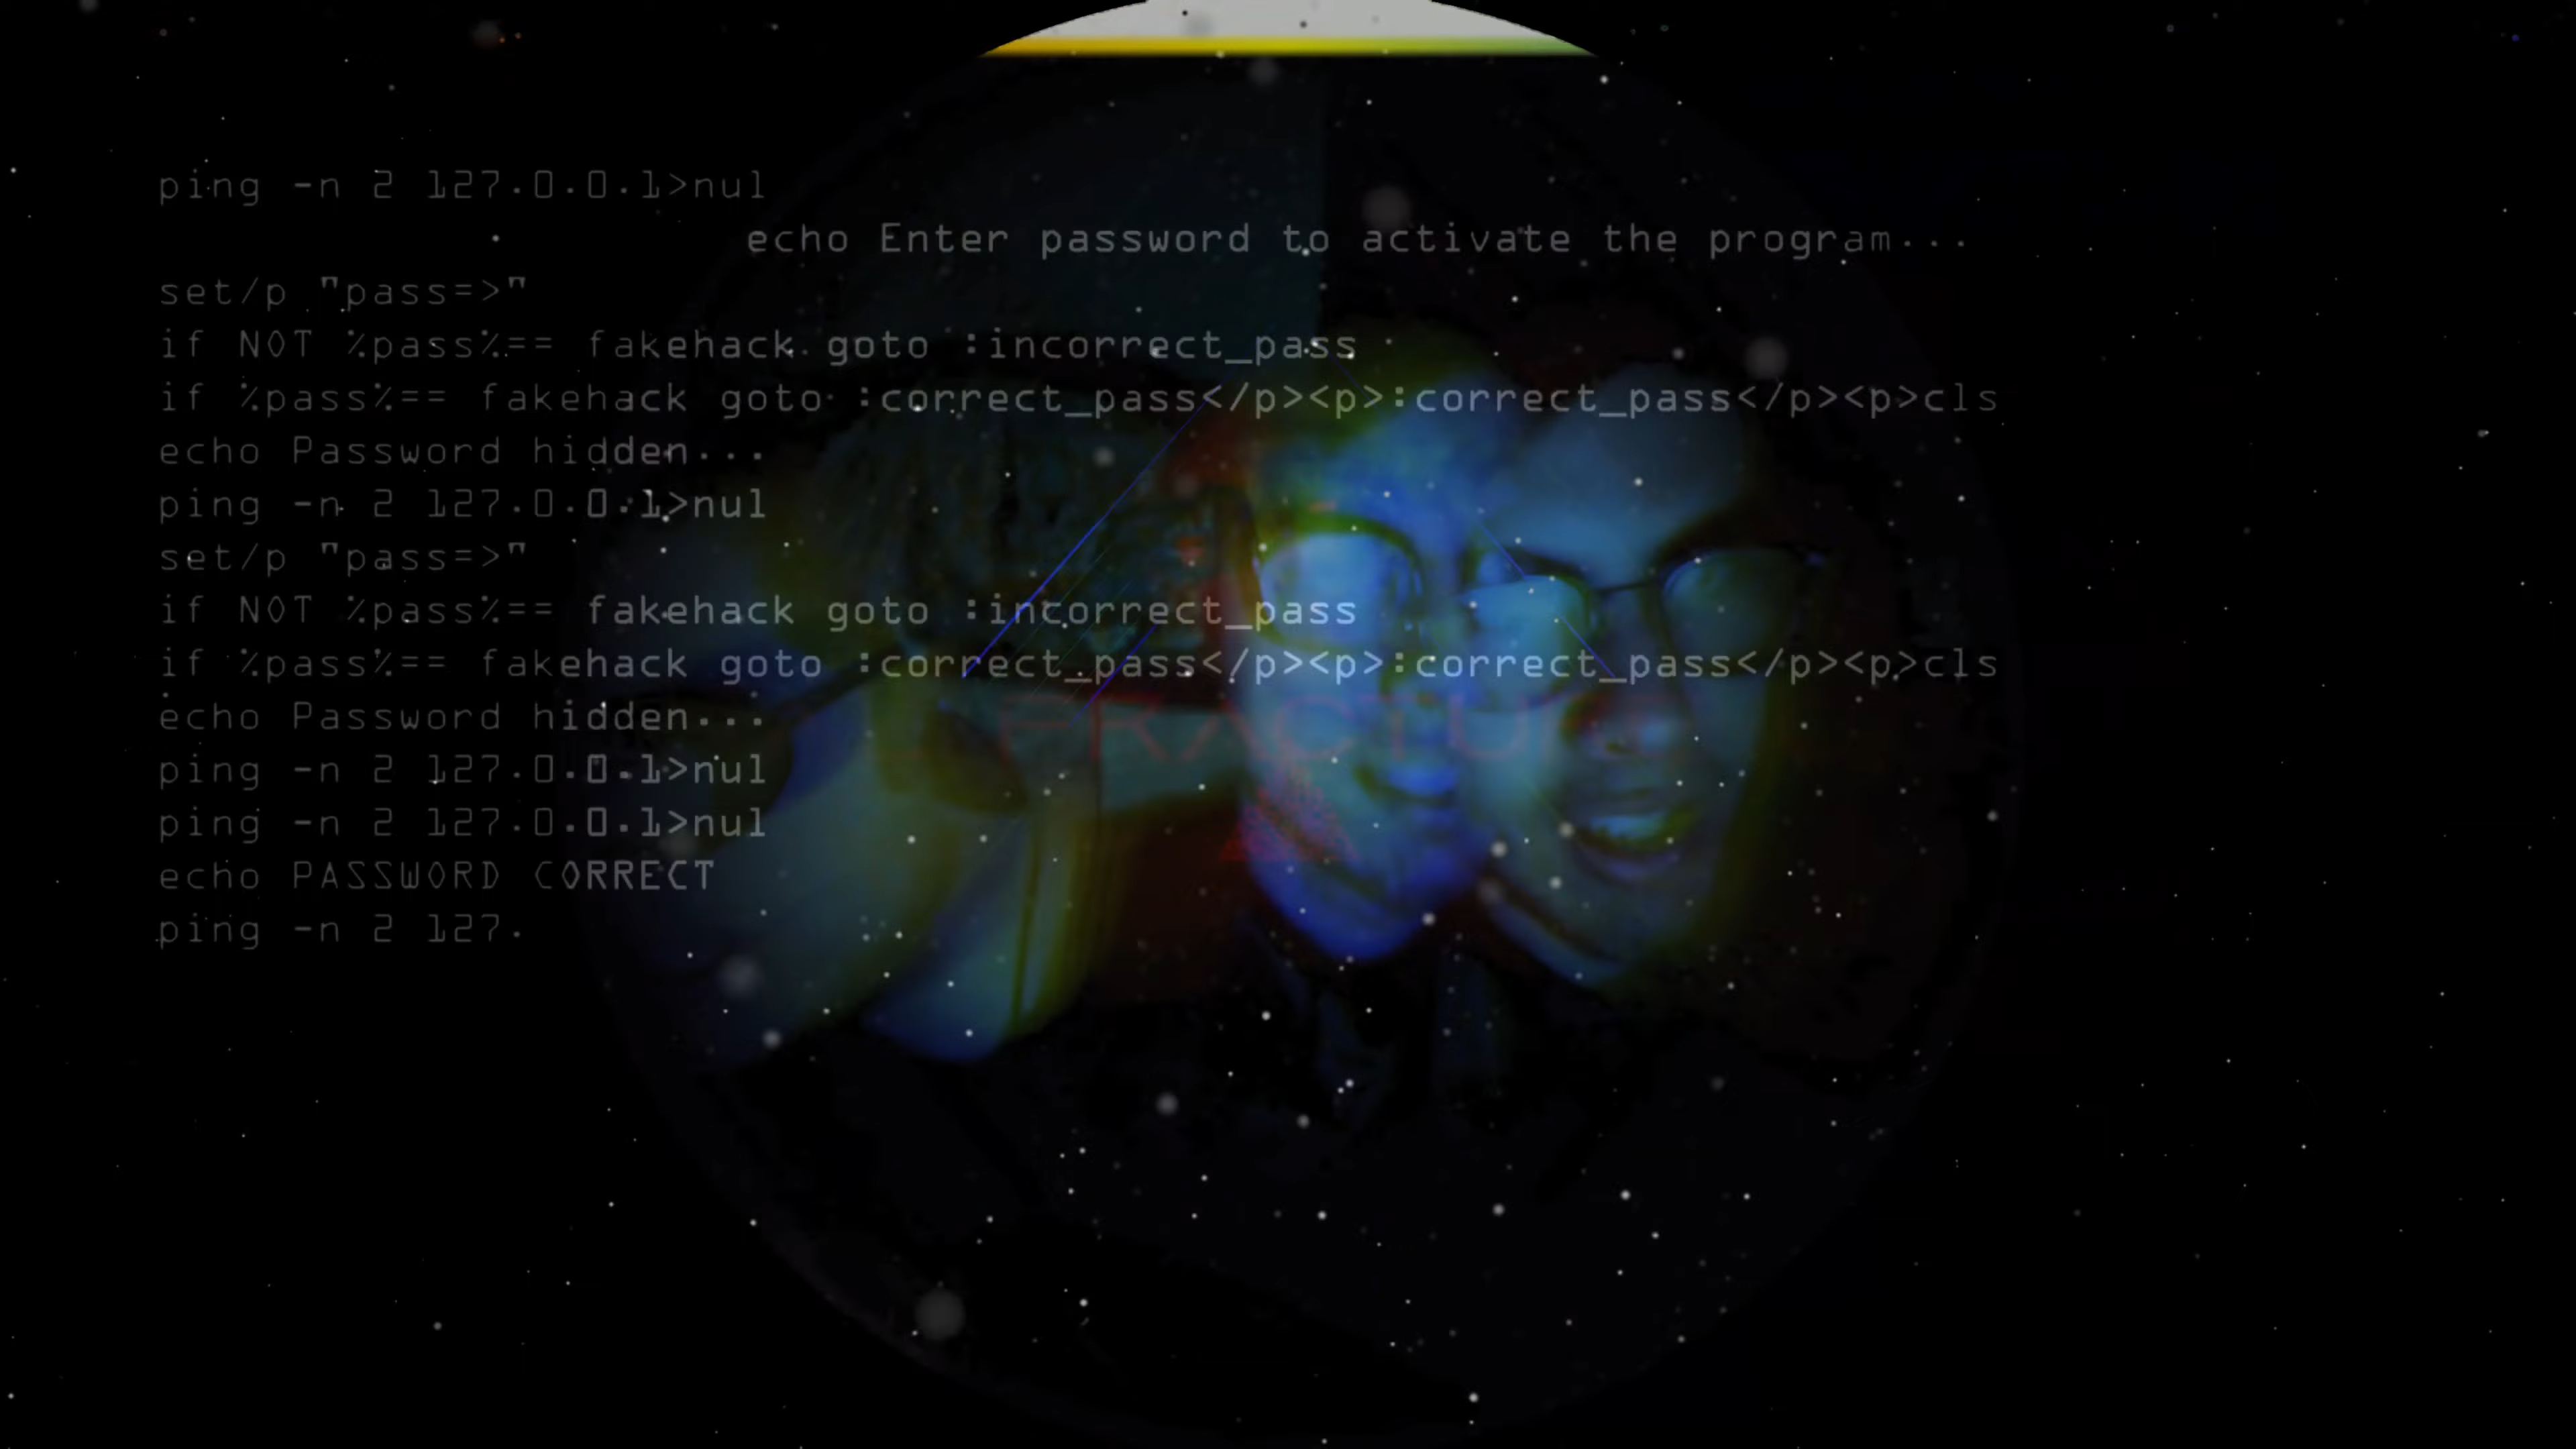 ping -n 2 127.0.0.1>nul
echo Enter password to activate the program...
set/p "pass=>"
if NOT %pass%== fakehack goto :incorrect_pass
if %pass%== fakehack goto :correct_pass</p><p>:correct_pass</p><p>cls
echo Password hidden...
ping -n 2 127.0.0.1>nul
set/p "pass=>"
if NOT %pass%== fakehack goto :incorrect_pass
if %pass%== fakehack goto :correct_pass</p><p>:correct_pass</p><p>cls
echo Password hidden...
ping -n 2 127.0.0.1>nul
ping -n 2 127.0.0.1>nul
echo PASSWORD CORRECT
ping -n 2 127.